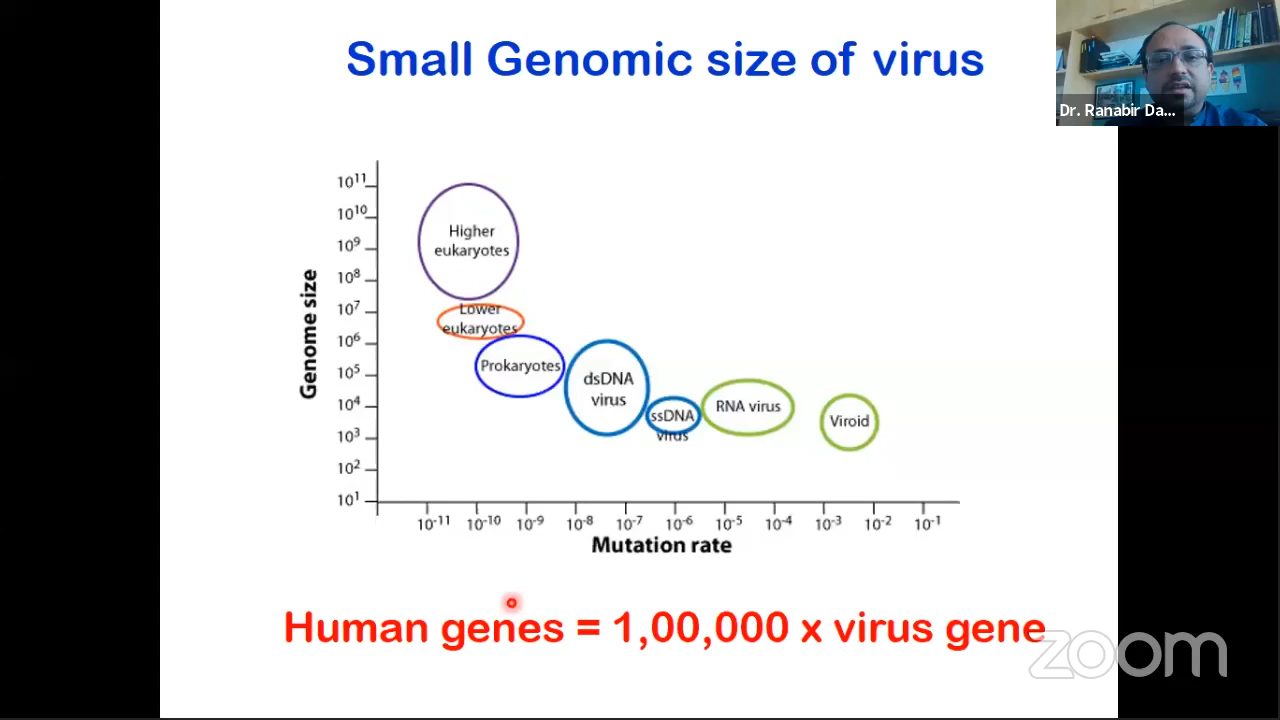 Small Genomic size of virus
Dr. Ranabir Da...
10¹¹
10¹⁰
10⁹
10⁸
10⁷
10⁶
10⁵
10⁴
10³
10²
10¹
Genome size
Higher
eukaryotes
Lower
eukaryotes
Prokaryotes
dsDNA
virus
ssDNA
virus
RNA virus
Viroid
10⁻¹¹ 10⁻¹⁰ 10⁻⁹ 10⁻⁸ 10⁻⁷ 10⁻⁶ 10⁻⁵ 10⁻⁴ 10⁻³ 10⁻² 10⁻¹
Mutation rate
Human genes = 1,00,000 x virus gene
zoom